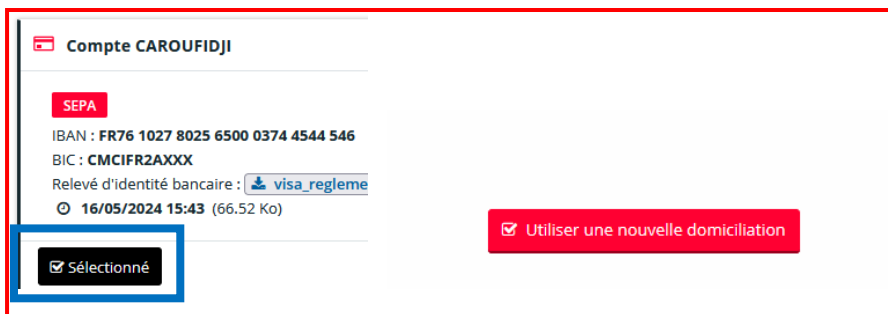 Compte CAROUFIDJI
SEPA
IBAN : FR76 1027 8025 6500 0374 4544 546
BIC : CMCIFR2AXXX
Relevé d'identité bancaire : visa_regleme
16/05/2024 15:43 (66.52 Ko)
Sélectionné
Utiliser une nouvelle domiciliation